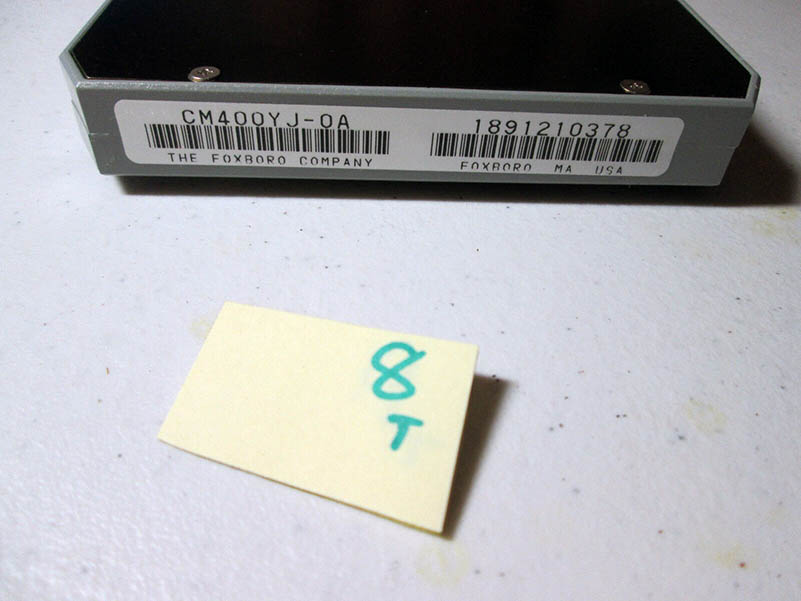 CM400YJ-0A
THE FOXBORO COMPANY
1891210378
FOXBORO MA USA
8
T